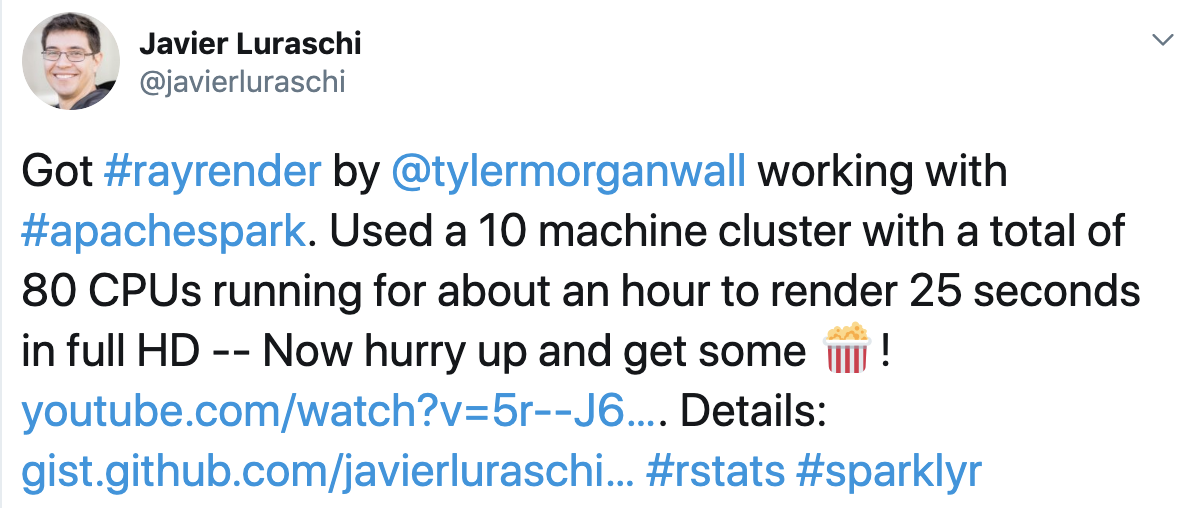 Javier Luraschi
@javierluraschi
Got #rayrender by @tylermorganwall working with
#apachespark. Used a 10 machine cluster with a total of
80 CPUs running for about an hour to render 25 seconds
in full HD -- Now hurry up and get some 🍿!
youtube.com/watch?v=5r--J6…. Details:
gist.github.com/javierluraschi… #rstats #sparklyr